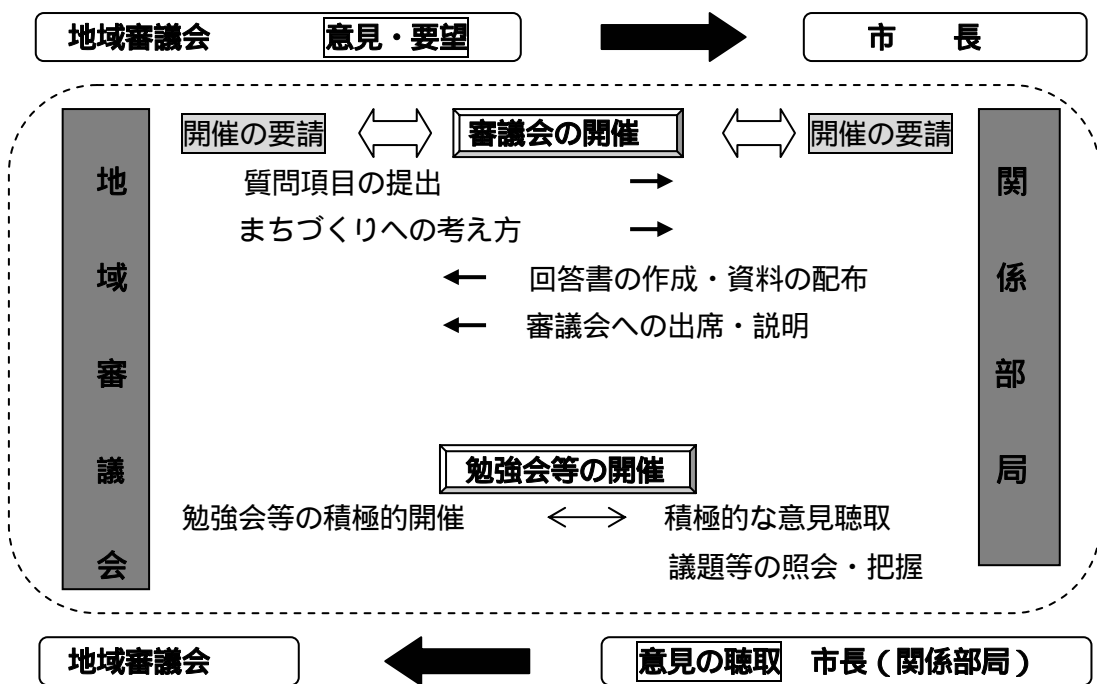 地域審議会 意見・要望 市 長
開催の要請 審議会の開催 開催の要請
地域審議会
関係部局
質問項目の提出
まちづくりへの考え方
回答書の作成・資料の配布
審議会への出席・説明
勉強会等の開催
勉強会等の積極的開催 積極的な意見聴取
議題等の照会・把握
地域審議会 意見の聴取 市長（関係部局）